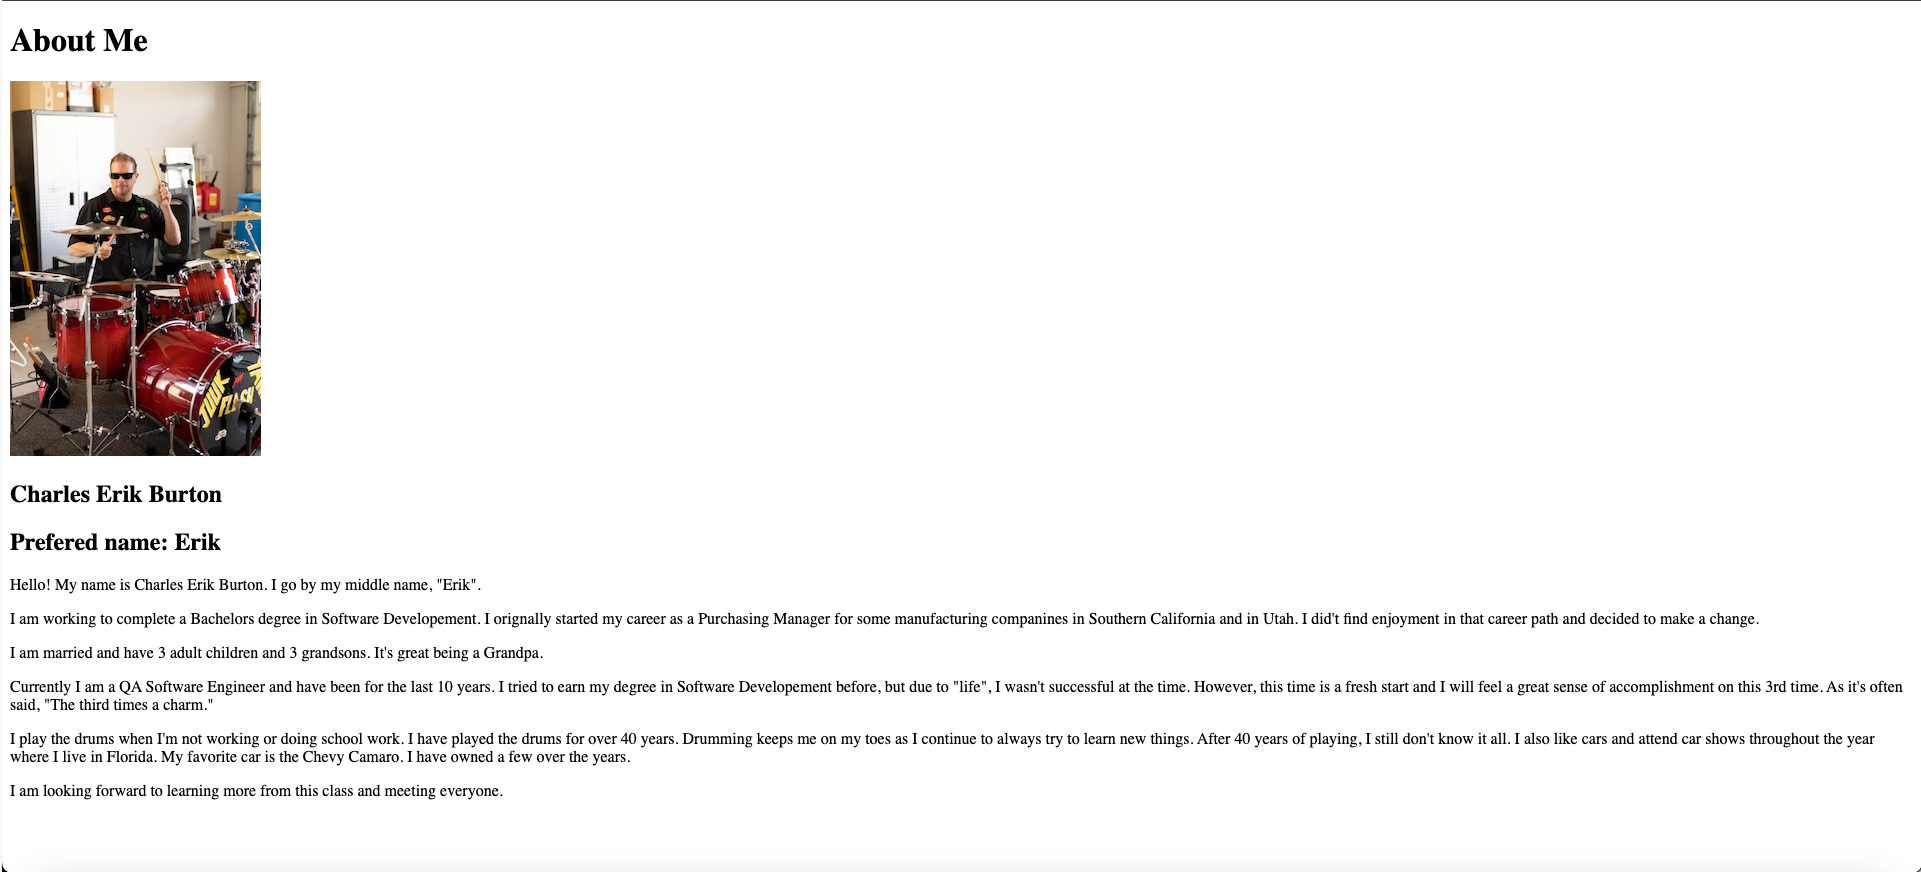 About Me
FLASH
Charles Erik Burton
Prefered name: Erik
Hello! My name is Charles Erik Burton. I go by my middle name, "Erik".
I am working to complete a Bachelors degree in Software Developement. I orignally started my career as a Purchasing Manager for some manufacturing companines in Southern California and in Utah. I did't find enjoyment in that career path and decided to make a change.
I am married and have 3 adult children and 3 grandsons. It's great being a Grandpa.
Currently I am a QA Software Engineer and have been for the last 10 years. I tried to earn my degree in Software Developement before, but due to "life", I wasn't successful at the time. However, this time is a fresh start and I will feel a great sense of accomplishment on this 3rd time. As it's often
said, "The third times a charm."
I play the drums when I'm not working or doing school work. I have played the drums for over 40 years. Drumming keeps me on my toes as I continue to always try to learn new things. After 40 years of playing, I still don't know it all. I also like cars and attend car shows throughout the year
where I live in Florida. My favorite car is the Chevy Camaro. I have owned a few over the years.
I am looking forward to learning more from this class and meeting everyone.